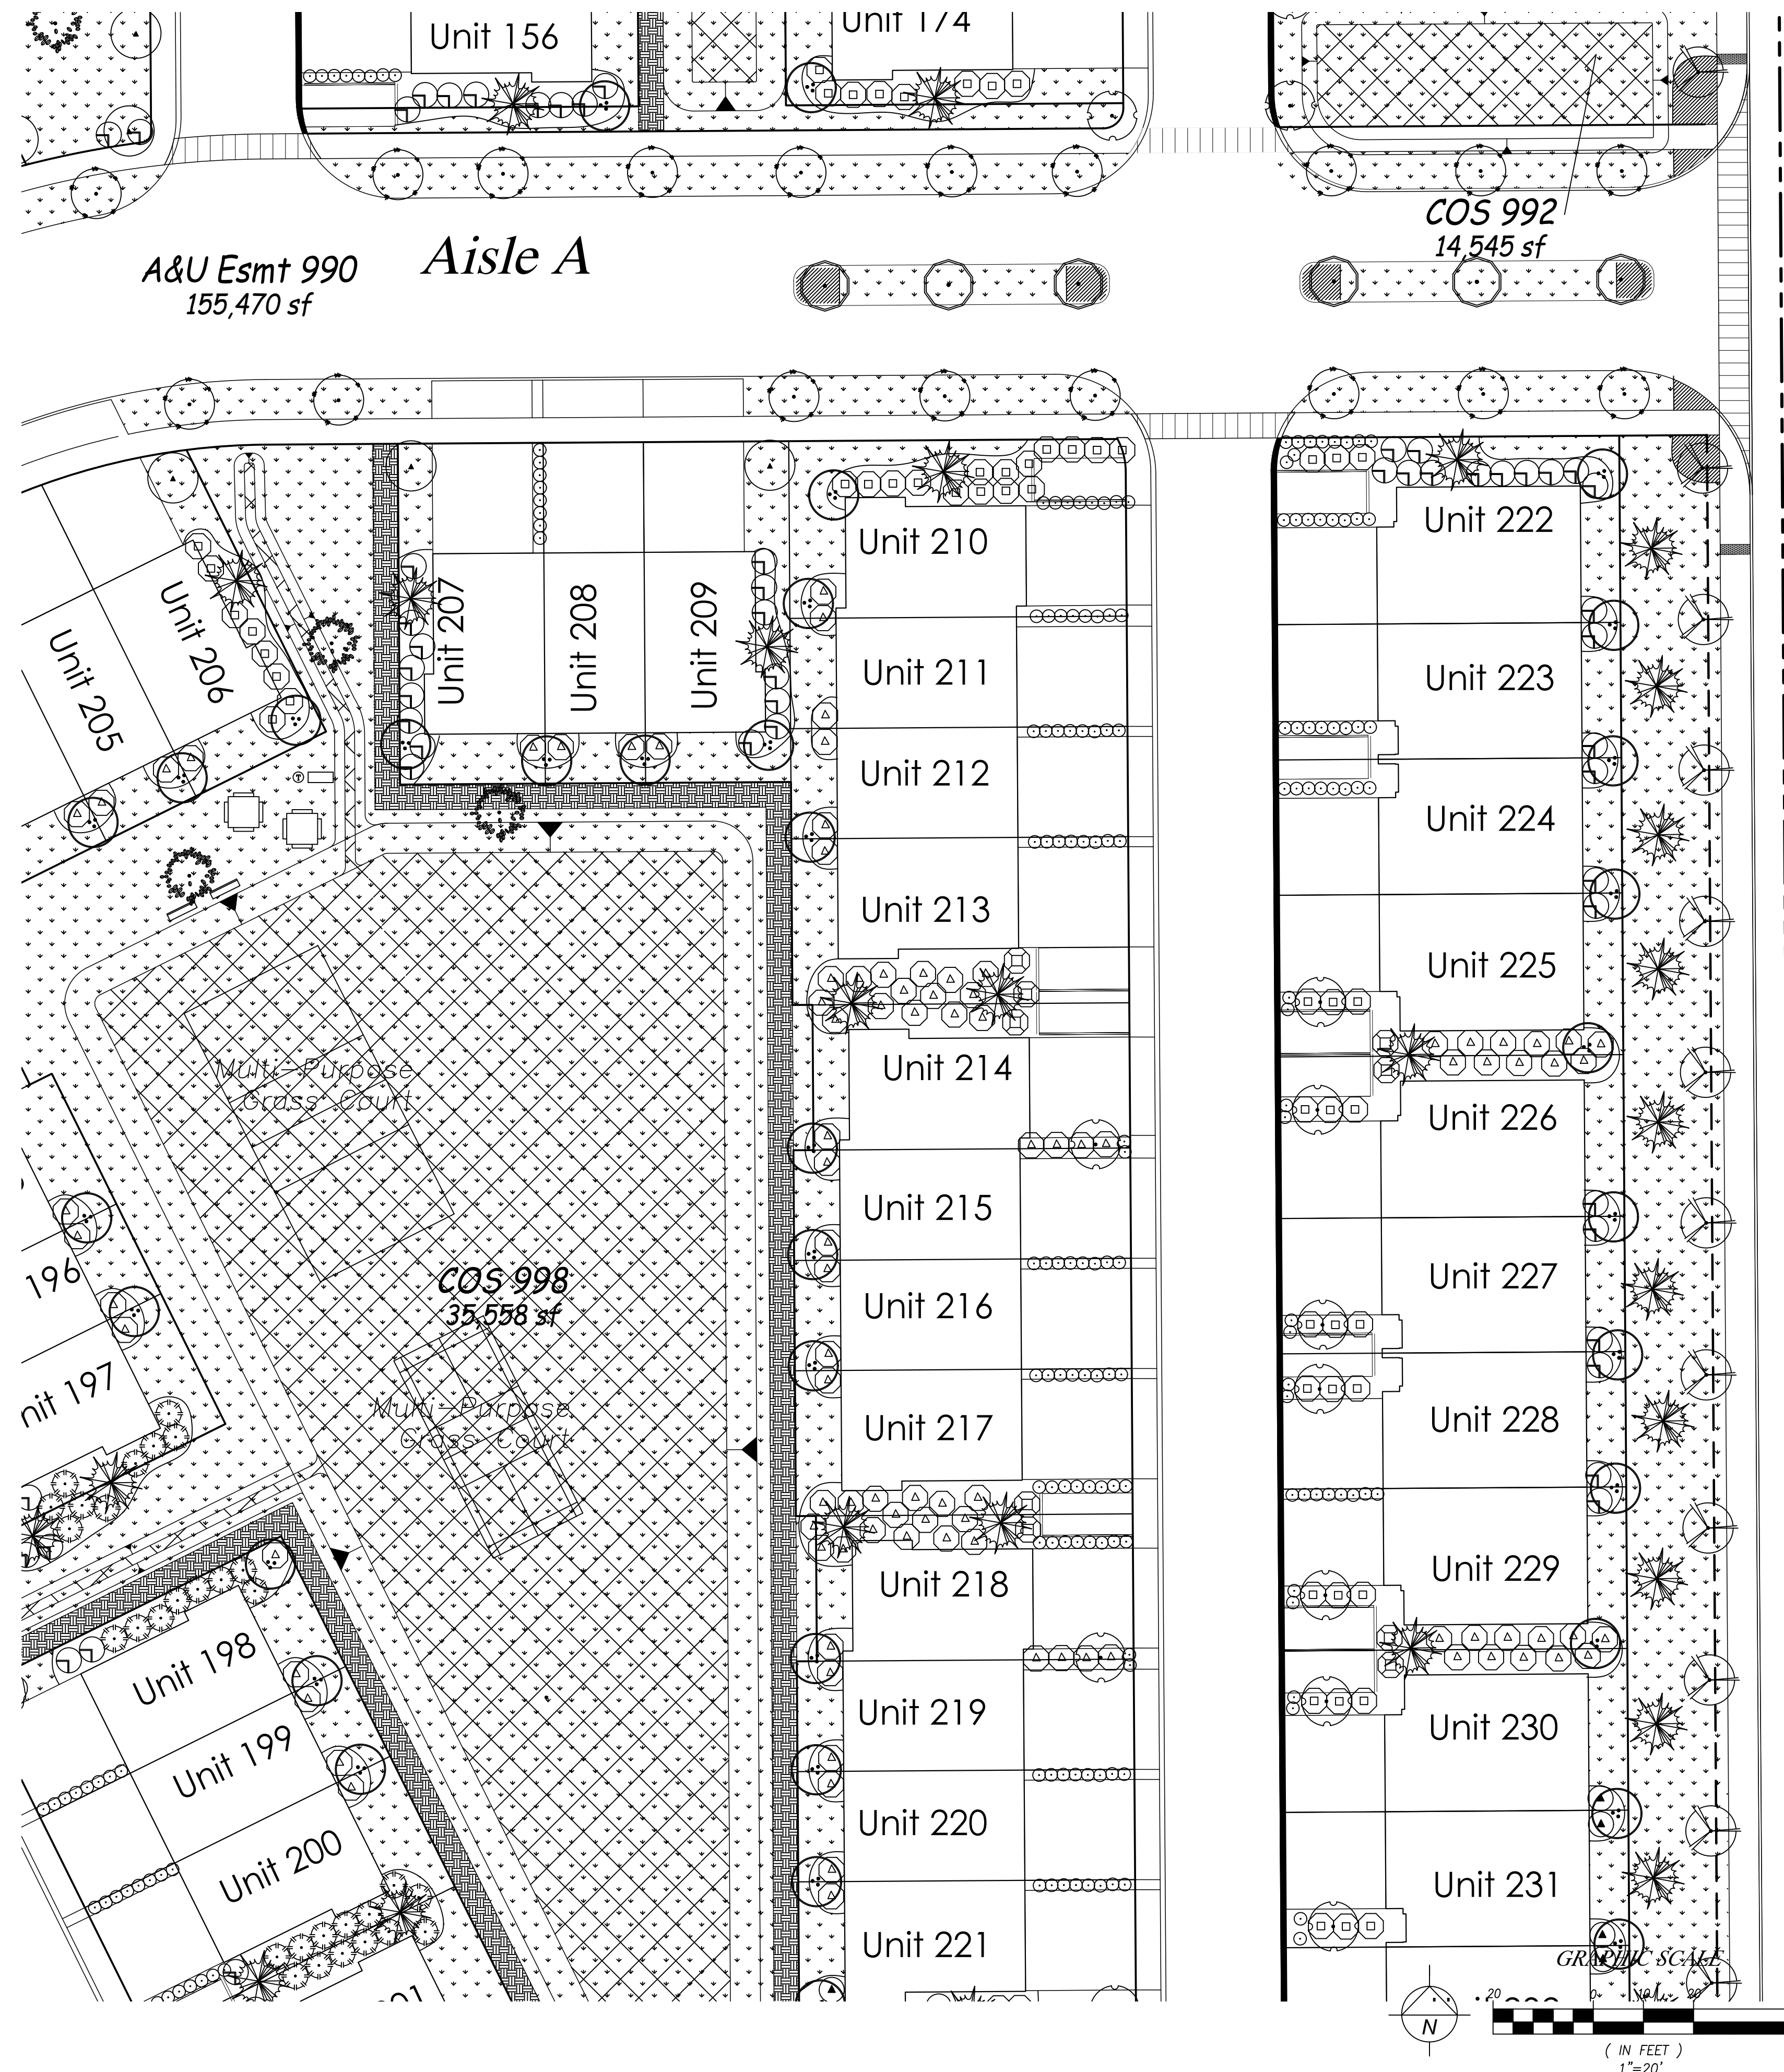 Unit 156
Unit 174
COS 992
14,545 sf
A&U Esmt 990
155,470 sf
Aisle A
Unit 205
Unit 206
Unit 207
Unit 208
Unit 209
Unit 210
Unit 222
Unit 211
Unit 223
Unit 212
Unit 224
Unit 213
Unit 225
Multi-Purpose
Grass Court
Unit 214
Unit 226
196
Unit 215
COS 998
35,558 sf
Unit 227
Unit 216
nit 197
Multi-Purpose
Grass Court
Unit 217
Unit 228
Unit 218
Unit 229
Unit 198
Unit 199
Unit 219
Unit 230
Unit 200
Unit 220
Unit 231
Unit 221
GRAPHIC SCALE
20 0 10 20
N
( IN FEET )
1"=20'